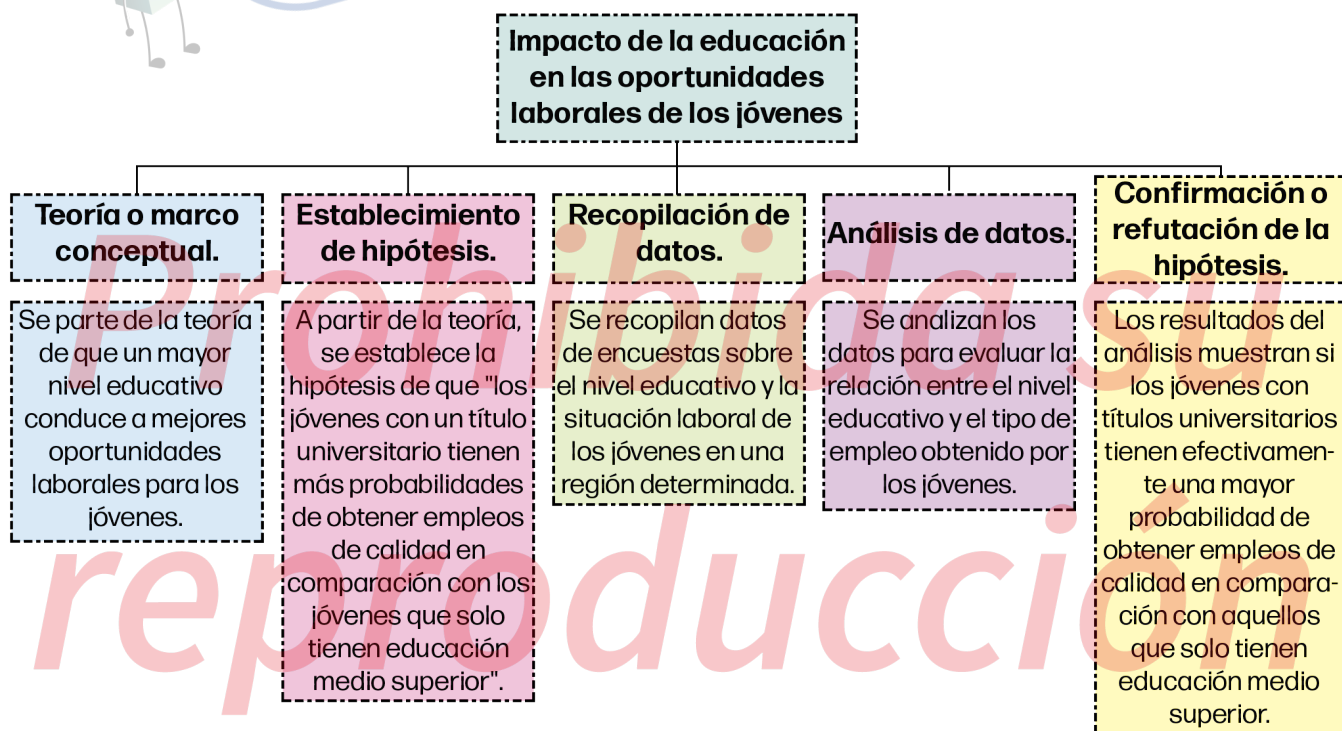 Impacto de la educación
en las oportunidades
laborales de los jóvenes
Teoría o marco
conceptual.
Se parte de la teoría
de que un mayor
nivel educativo
conduce a mejores
oportunidades
laborales para los
jóvenes.
Establecimiento
de hipótesis.
A partir de la teoría,
se establece la
hipótesis de que "los
jóvenes con un título
universitario tienen
más probabilidades
de obtener empleos
de calidad en
comparación con los
jóvenes que solo
tienen educación
medio superior".
Recopilación de
datos.
Se recopilan datos
de encuestas sobre
el nivel educativo y la
situación laboral de
los jóvenes en una
región determinada.
Análisis de datos.
Se analizan los
datos para evaluar la
relación entre el nivel
educativo y el tipo de
empleo obtenido por
los jóvenes.
Confirmación o
refutación de la
hipótesis.
Los resultados del
análisis muestran si
los jóvenes con
títulos universitarios
tienen efectivamen-
te una mayor
probabilidad de
obtener empleos de
calidad en compara-
ción con aquellos
que solo tienen
educación medio
superior.
Prohibida su
reproducción